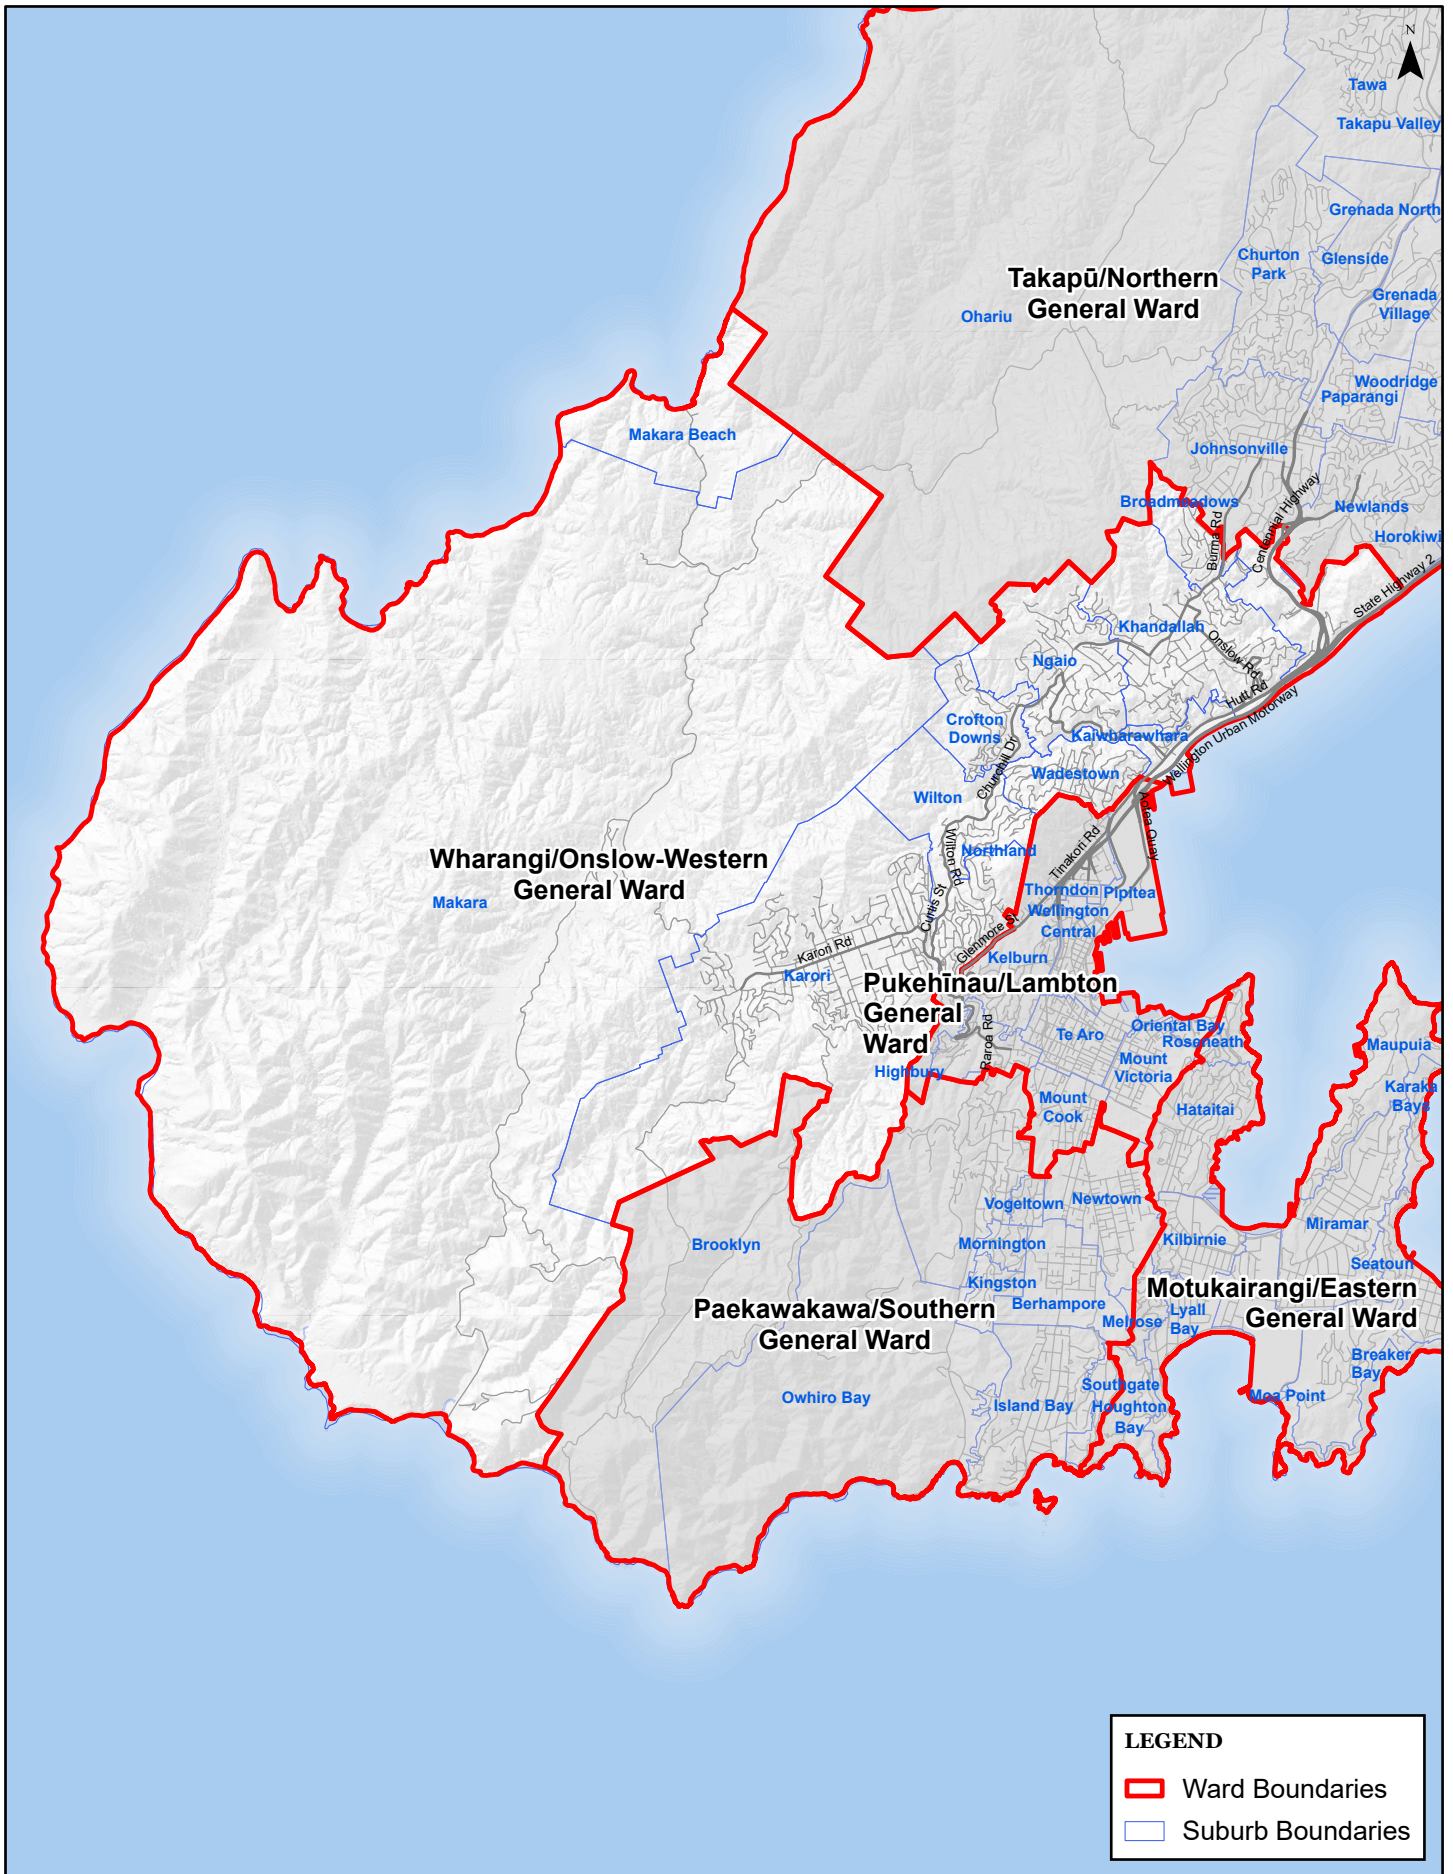 N
Tawa
Takapu Valley
Grenada North
Churton
Park
Glenside
Takapū/Northern
General Ward
Ohariu
Grenada
Village
Woodridge
Paparangi
Makara Beach
Johnsonville
Broadmeadows
Centennial Highway
Newlands
Burma Rd
Horokiwi
State Highway 2
Khandallah
Onslow Rd
Ngaio
Hutt Rd
Crofton
Downs
Kaiwharawhara
Wellington Urban Motorway
Churchill Dr
Wadestown
Wilton
Aotea Quay
Tinakori Rd
Wilton Rd
Northland
Wharangi/Onslow-Western
General Ward
Makara
Thorndon
Pipitea
Curtis St
Wellington
Central
Glenmore St
Karori Rd
Kelburn
Karori
Pukehīnau/Lambton
General
Ward
Raroa Rd
Te Aro
Oriental Bay
Roseneath
Maupuia
Mount
Victoria
Highbury
Karaka
Bays
Mount
Cook
Hataitai
Vogeltown
Newtown
Miramar
Brooklyn
Mornington
Kilbirnie
Seatoun
Kingston
Motukairangi/Eastern
General Ward
Berhampore
Paekawakawa/Southern
General Ward
Melrose
Lyall
Bay
Breaker
Bay
Southgate
Owhiro Bay
Island Bay
Houghton
Bay
Moa Point
LEGEND
Ward Boundaries
Suburb Boundaries